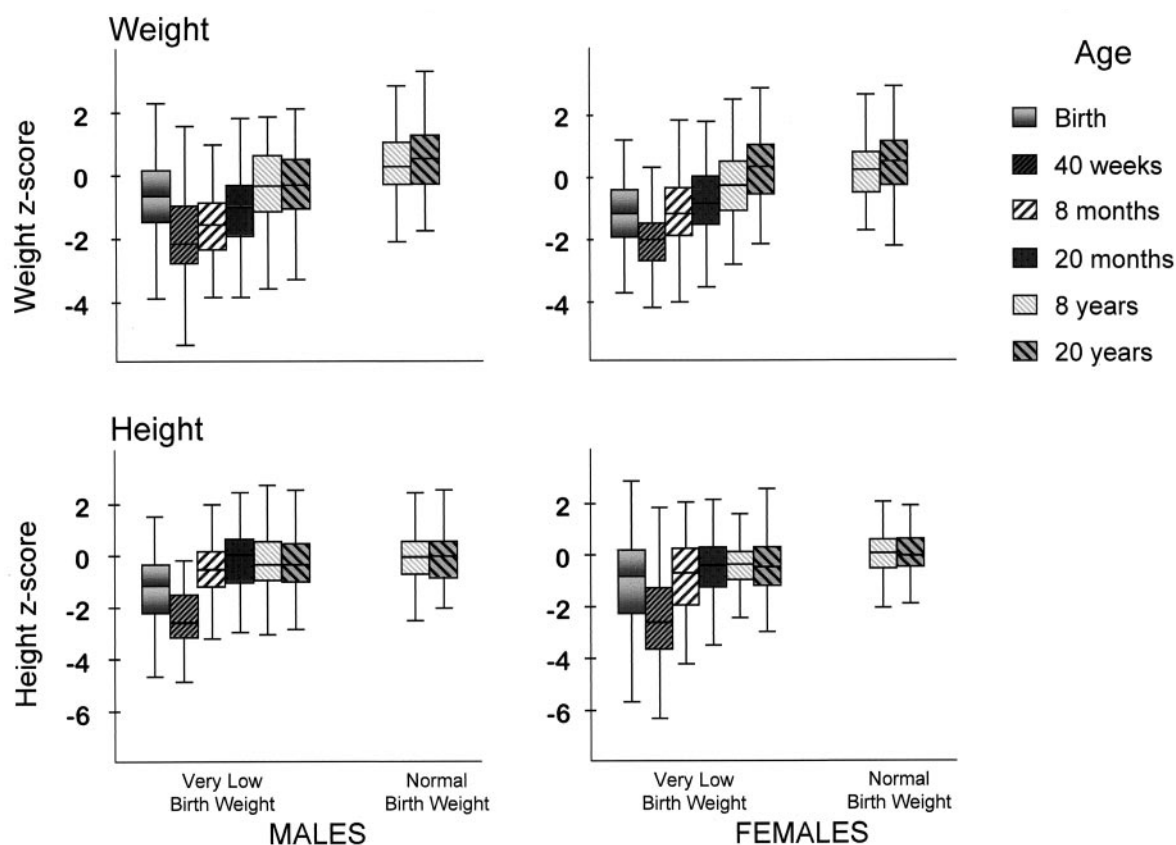 Weight
Weight z-score
2
0
-2
-4
2
0
-2
-4
Age
Birth
40 weeks
8 months
20 months
8 years
20 years
Height
Height z-score
2
0
-2
-4
-6
2
0
-2
-4
-6
Very Low
Birth Weight
Normal
Birth Weight
MALES
Very Low
Birth Weight
Normal
Birth Weight
FEMALES